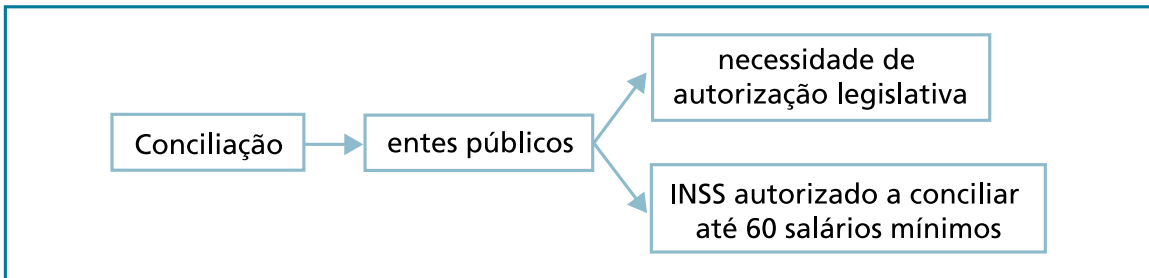 Conciliação
entes públicos
necessidade de
autorização legislativa
INSS autorizado a conciliar
até 60 salários mínimos